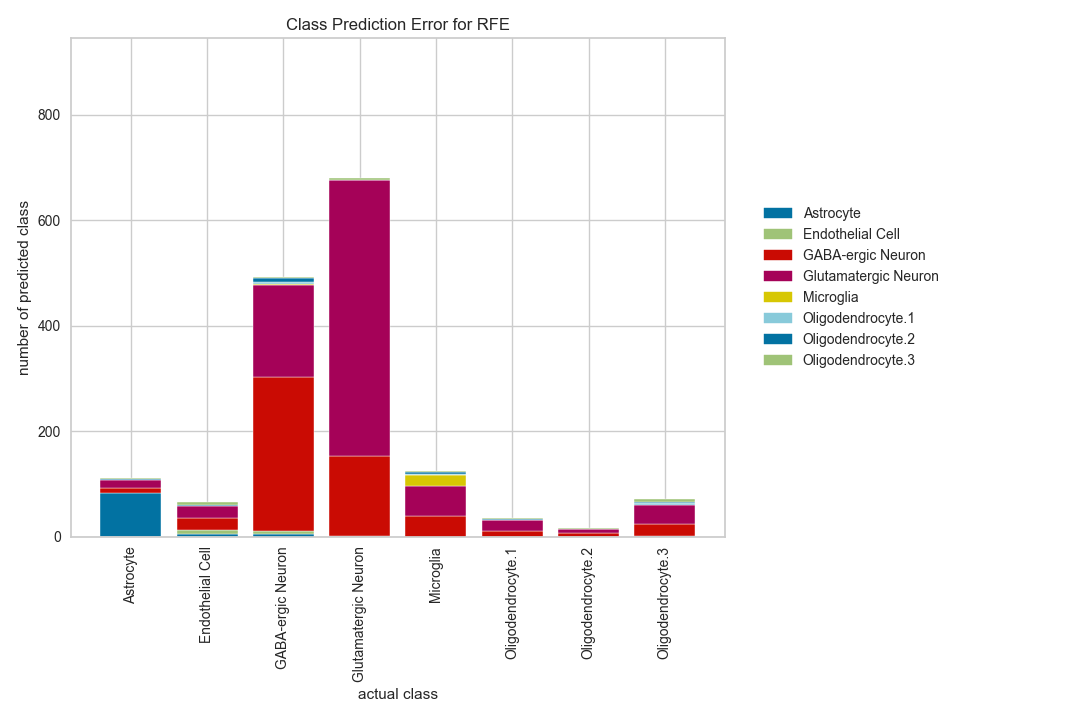 Class Prediction Error for RFE
number of predicted class
800
600
400
200
0
Astrocyte
Endothelial Cell
GABA-ergic Neuron
Glutamatergic Neuron
Microglia
Oligodendrocyte.1
Oligodendrocyte.2
Oligodendrocyte.3
actual class
Astrocyte
Endothelial Cell
GABA-ergic Neuron
Glutamatergic Neuron
Microglia
Oligodendrocyte.1
Oligodendrocyte.2
Oligodendrocyte.3